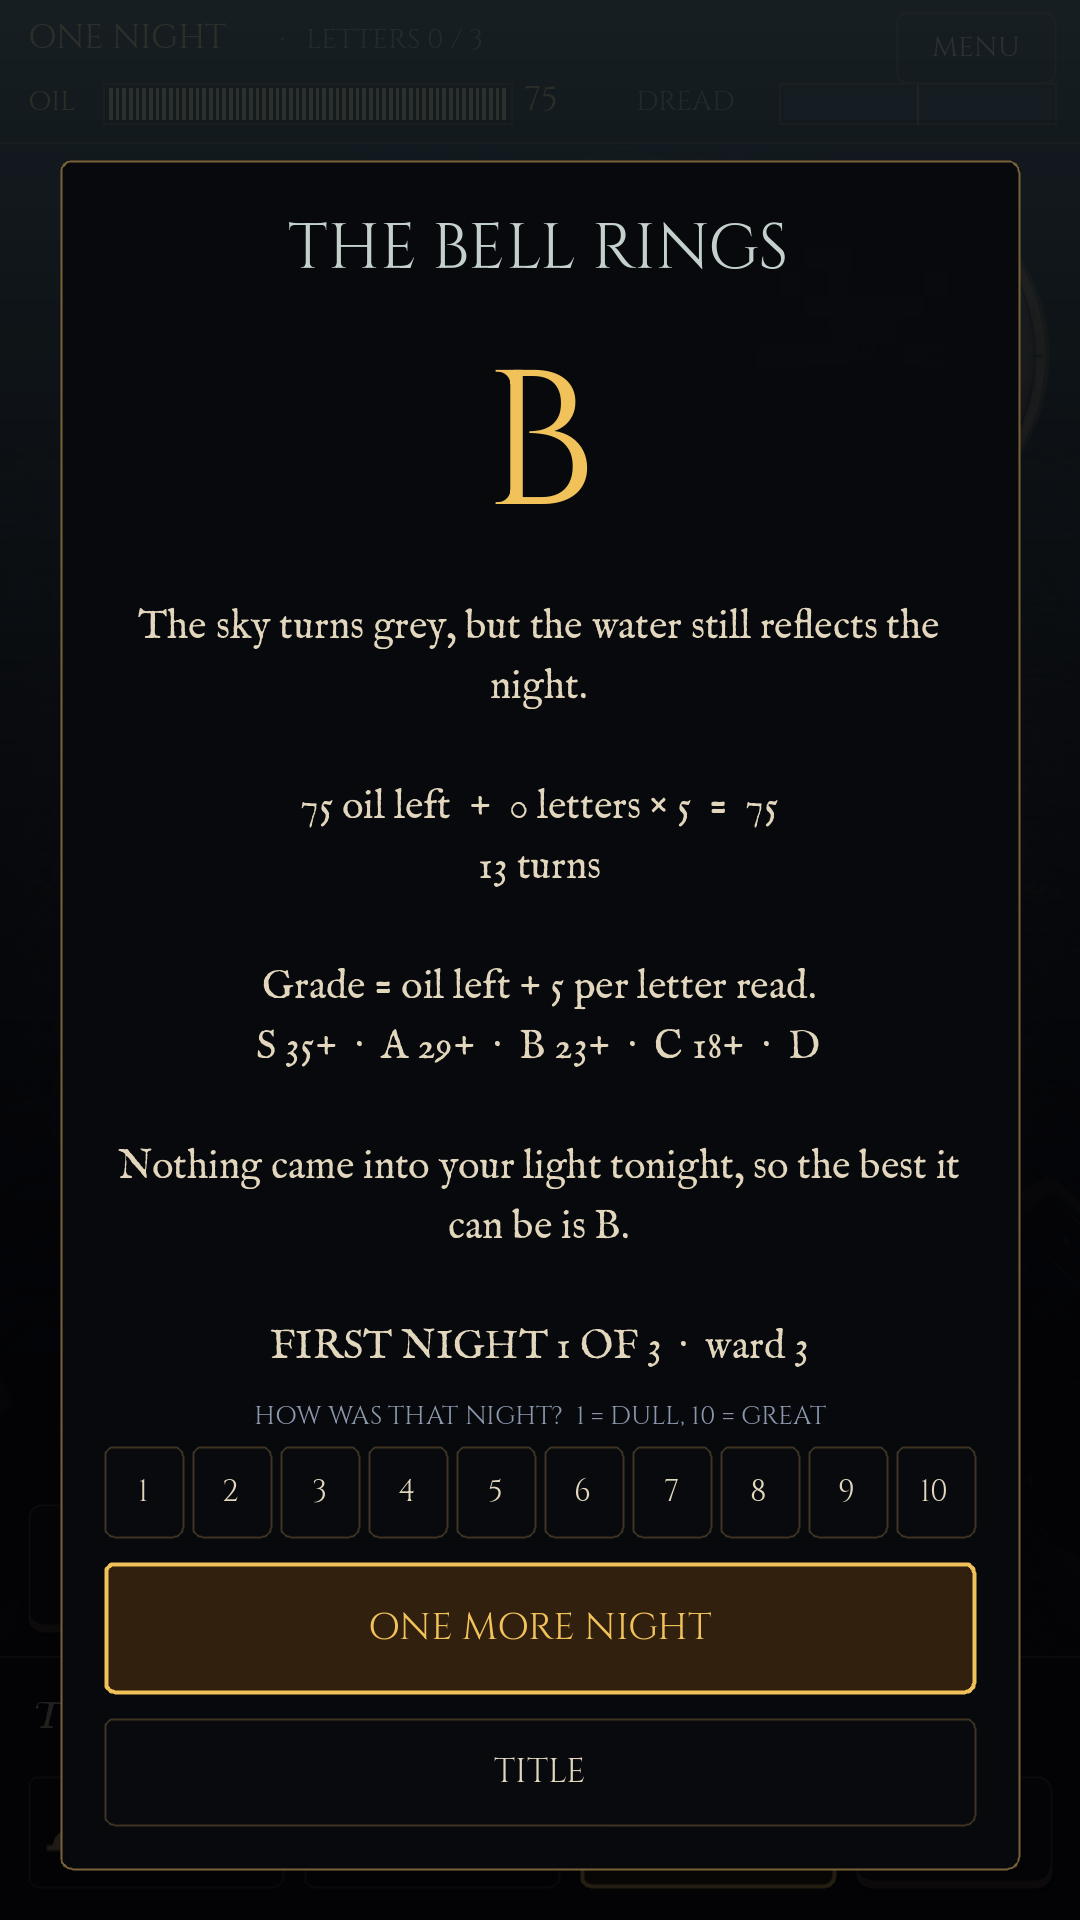 ONE NIGHT · LETTERS 0 / 3
MENU
OIL 75 DREAD
THE BELL RINGS
B
The sky turns grey, but the water still reflects the
night.
75 oil left + 0 letters × 5 = 75
13 turns
Grade = oil left + 5 per letter read.
S 35+ · A 29+ · B 23+ · C 18+ · D
Nothing came into your light tonight, so the best it
can be is B.
FIRST NIGHT 1 OF 3 · ward 3
HOW WAS THAT NIGHT? 1 = DULL, 10 = GREAT
1 2 3 4 5 6 7 8 9 10
ONE MORE NIGHT
TITLE